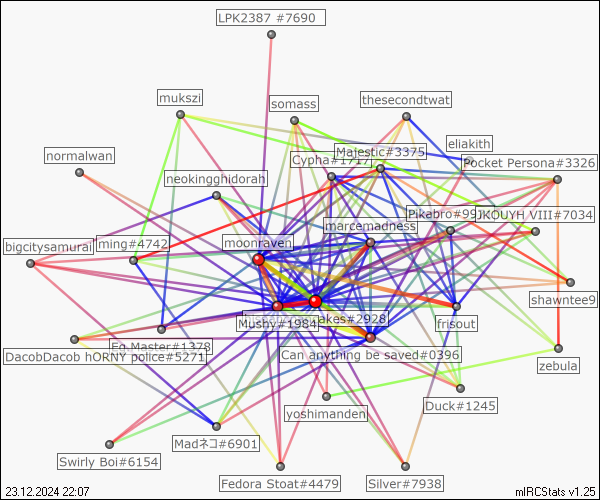 LPK2387 #7690
mukszi
somass
thesecondtwat
eliakith
normalwan
Cypha#1717
Majestic#3375
Pocket Persona#3326
neokingghidorah
Pikabro#99
JKOUYH VIII#7034
marcemadness
bigcitysamurai
ming#4742
moonraven
shawntee9
Mushy#1984
akes#2928
frisout
Eg Master#1378
DacobDacob hORNY police#5271
Can anything be saved#0396
zebula
yoshimanden
Duck#1245
Madネコ#6901
Swirly Boi#6154
Fedora Stoat#4479
Silver#7938
23.12.2024 22:07
mIRCStats v1.25